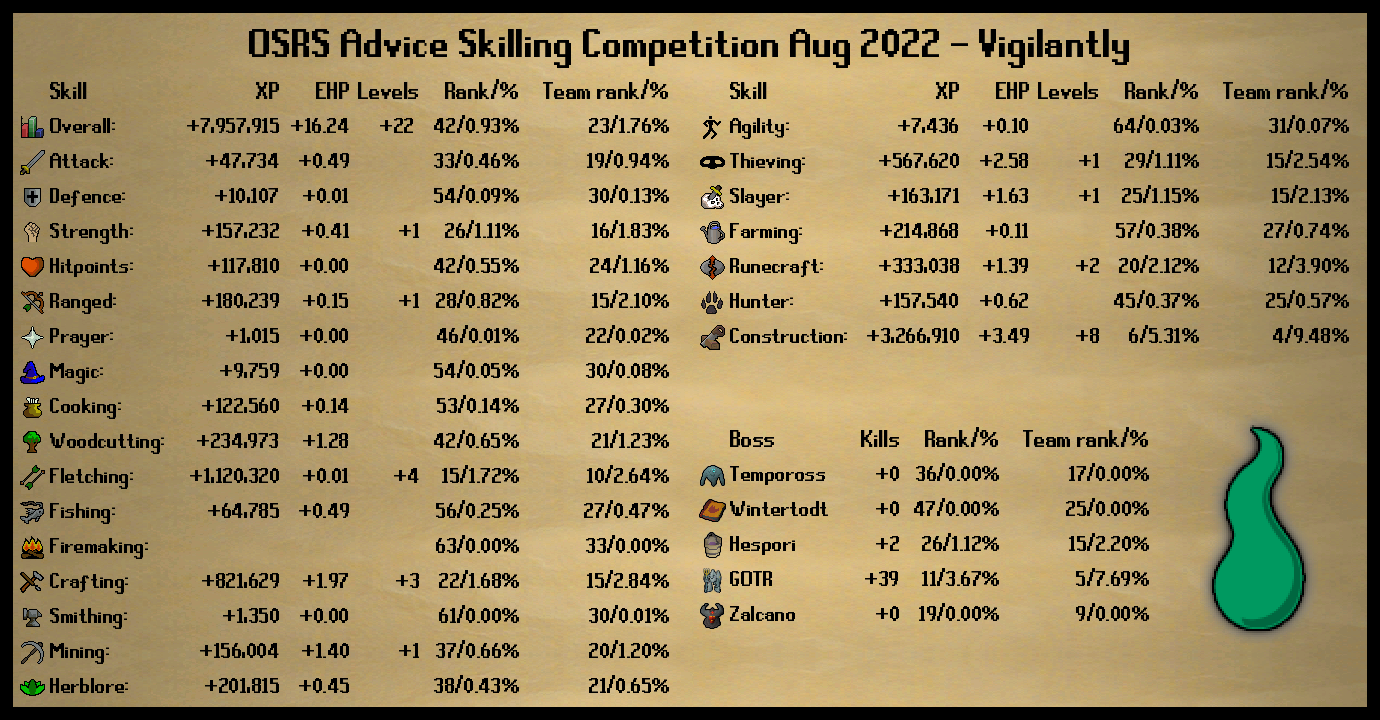 OSRS Advice Skilling Competition Aug 2022 - Vigilantly
Skill XP EHP Levels Rank/% Team rank/%
Overall: +7,957,915 +16.24 +22 42/0.93% 23/1.76%
Attack: +47,734 +0.49 33/0.46% 19/0.94%
Defence: +10,107 +0.01 54/0.09% 30/0.13%
Strength: +157,232 +0.41 +1 26/1.11% 16/1.83%
Hitpoints: +117,810 +0.00 42/0.55% 24/1.16%
Ranged: +180,239 +0.15 +1 28/0.82% 15/2.10%
Prayer: +1,015 +0.00 46/0.01% 22/0.02%
Magic: +9,759 +0.00 54/0.05% 30/0.08%
Cooking: +122,560 +0.14 53/0.14% 27/0.30%
Woodcutting: +234,973 +1.28 42/0.65% 21/1.23%
Fletching: +1,120,320 +0.01 +4 15/1.72% 10/2.64%
Fishing: +64,785 +0.49 56/0.25% 27/0.47%
Firemaking: 63/0.00% 33/0.00%
Crafting: +821,629 +1.97 +3 22/1.68% 15/2.84%
Smithing: +1,350 +0.00 61/0.00% 30/0.01%
Mining: +156,004 +1.40 +1 37/0.66% 20/1.20%
Herblore: +201,815 +0.45 38/0.43% 21/0.65%
Skill XP EHP Levels Rank/% Team rank/%
Agility: +7,436 +0.10 64/0.03% 31/0.07%
Thieving: +567,620 +2.58 +1 29/1.11% 15/2.54%
Slayer: +163,171 +1.63 +1 25/1.15% 15/2.13%
Farming: +214,868 +0.11 57/0.38% 27/0.74%
Runecraft: +333,038 +1.39 +2 20/2.12% 12/3.90%
Hunter: +157,540 +0.62 45/0.37% 25/0.57%
Construction: +3,266,910 +3.49 +8 6/5.31% 4/9.48%
Boss Kills Rank/% Team rank/%
Tempoross +0 36/0.00% 17/0.00%
Wintertodt +0 47/0.00% 25/0.00%
Hespori +2 26/1.12% 15/2.20%
GOTR +39 11/3.67% 5/7.69%
Zalcano +0 19/0.00% 9/0.00%